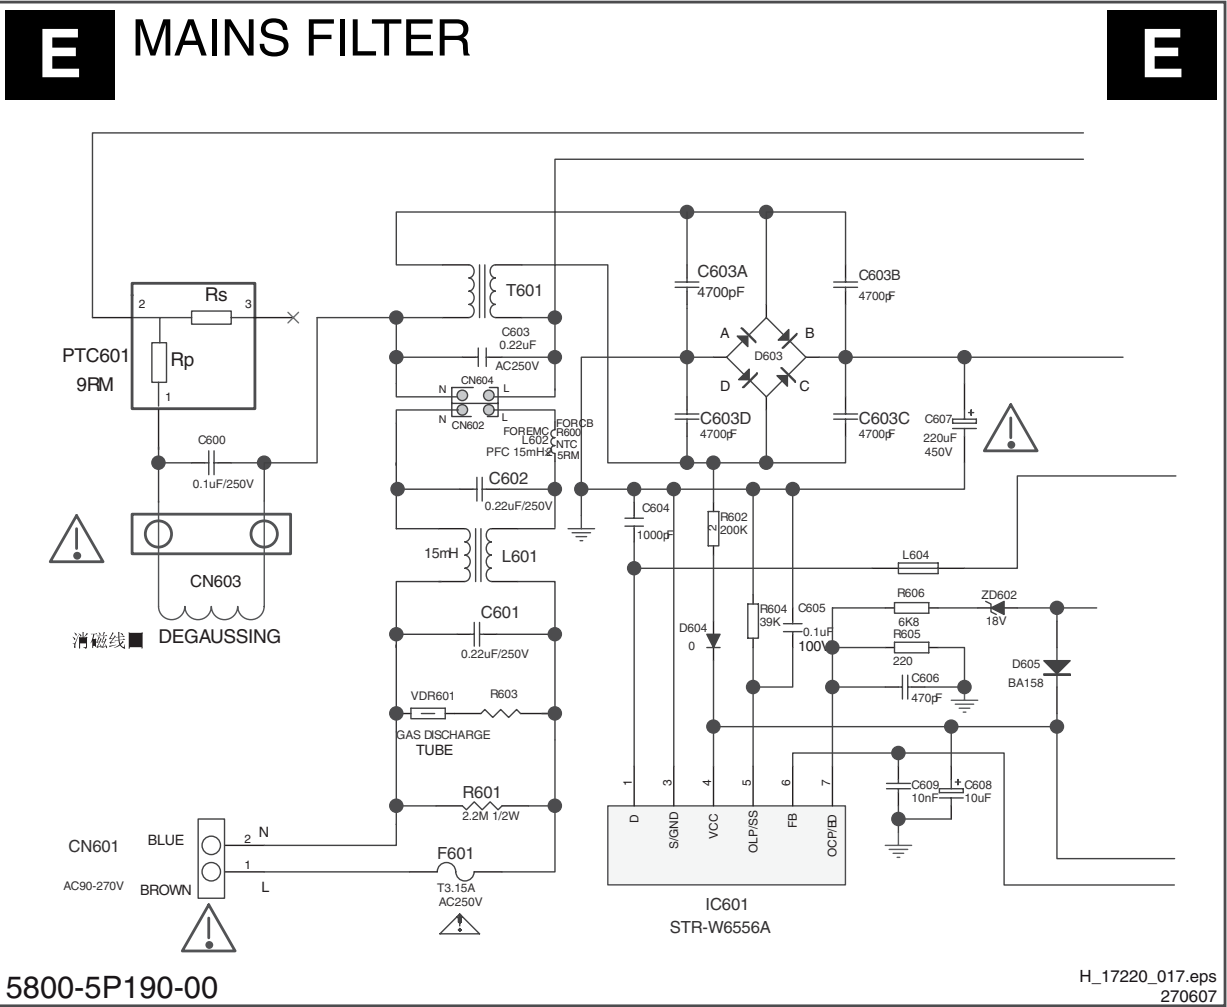 E MAINS FILTER E
Rs
2
3
T601
C603A
4700pF
C603B
4700pF
PTC601
9RM
Rp
1
C603
0.22uF
AC250V
A
B
D603
D
C
CN604
N
L
CN602
N
L
FORCB
FOREMC
R600
L602
NTC
PFC 15mHz
5RM
C603D
4700pF
C603C
4700pF
C607
+
220uF
450V
C600
0.1uF/250V
C602
0.22uF/250V
C604
1000pF
2
R602
200K
15mH
L601
L604
CN603
消磁线
DEGAUSSING
C601
0.22uF/250V
R604
39K
C605
0.1uF
100V
D604
0
R606
6K8
ZD602
18V
R605
220
C606
470pF
D605
BA158
VDR601
R603
GAS DISCHARGE
TUBE
R601
2.2M 1/2W
C609
10nF
+
C608
10uF
1
3
4
5
6
7
D
S/GND
VCC
OLP/SS
FB
OCP/BD
CN601
BLUE
2
N
AC90-270V
BROWN
1
L
F601
T3.15A
AC250V
IC601
STR-W6556A
5800-5P190-00
H_17220_017.eps
270607